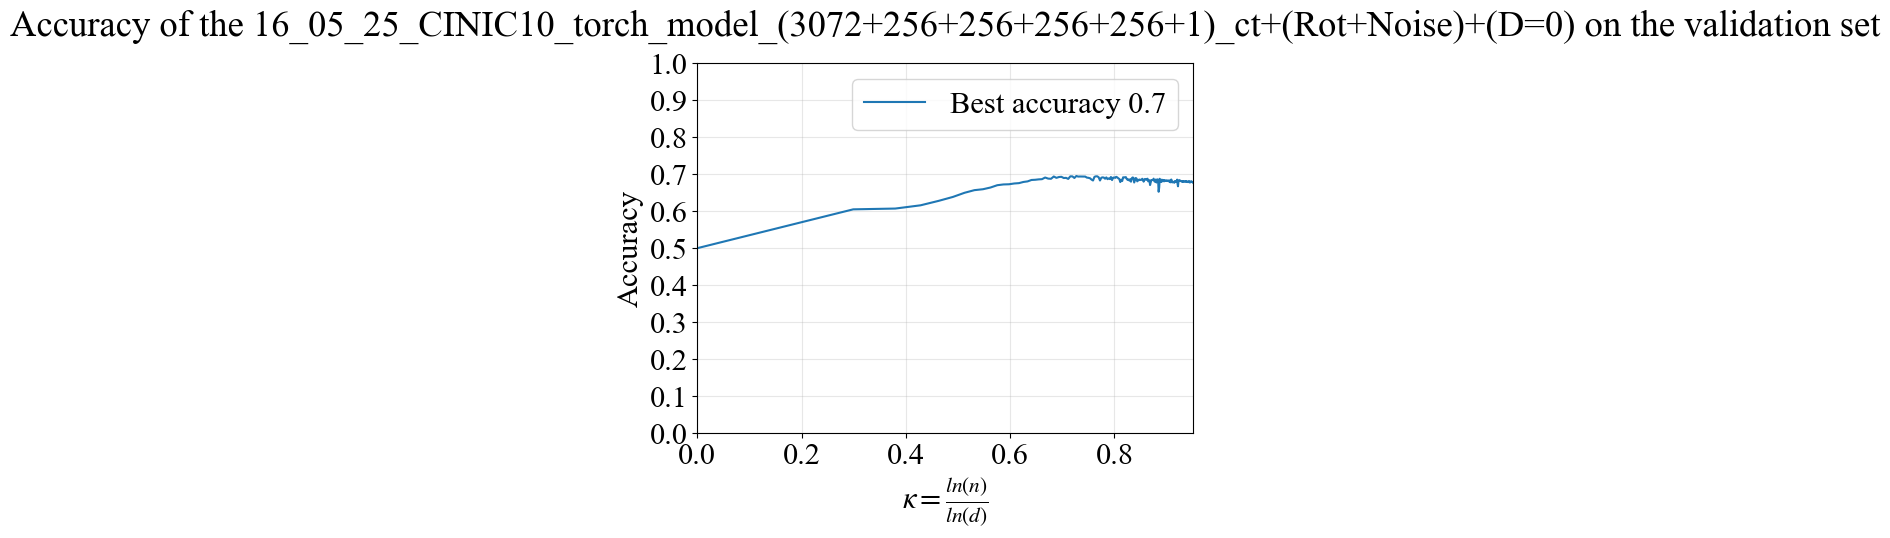 Accuracy of the 16_05_25_CINIC10_torch_model_(3072+256+256+256+256+1)_ct+(Rot+Noise)+(D=0) on the validation set
1.0
Best accuracy 0.7
0.9
0.8
0.7
0.6
0.5
0.4
0.3
0.2
0.1
0.0
Accuracy
0.0 0.2 0.4 0.6 0.8
κ = ln(n) / ln(d)